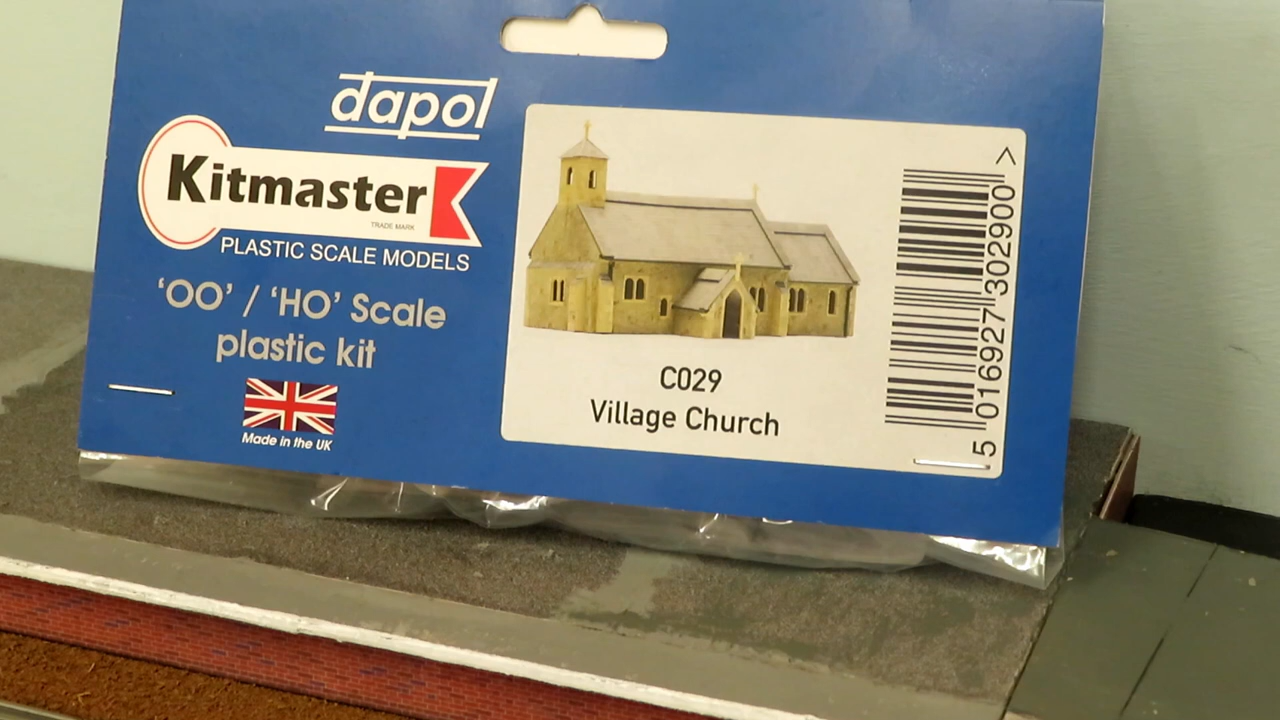 dapol
Kitmaster
TRADE MARK
PLASTIC SCALE MODELS
‘OO’ / ‘HO’ Scale
plastic kit
Made in the UK
C029
Village Church
5 016927 302900 >